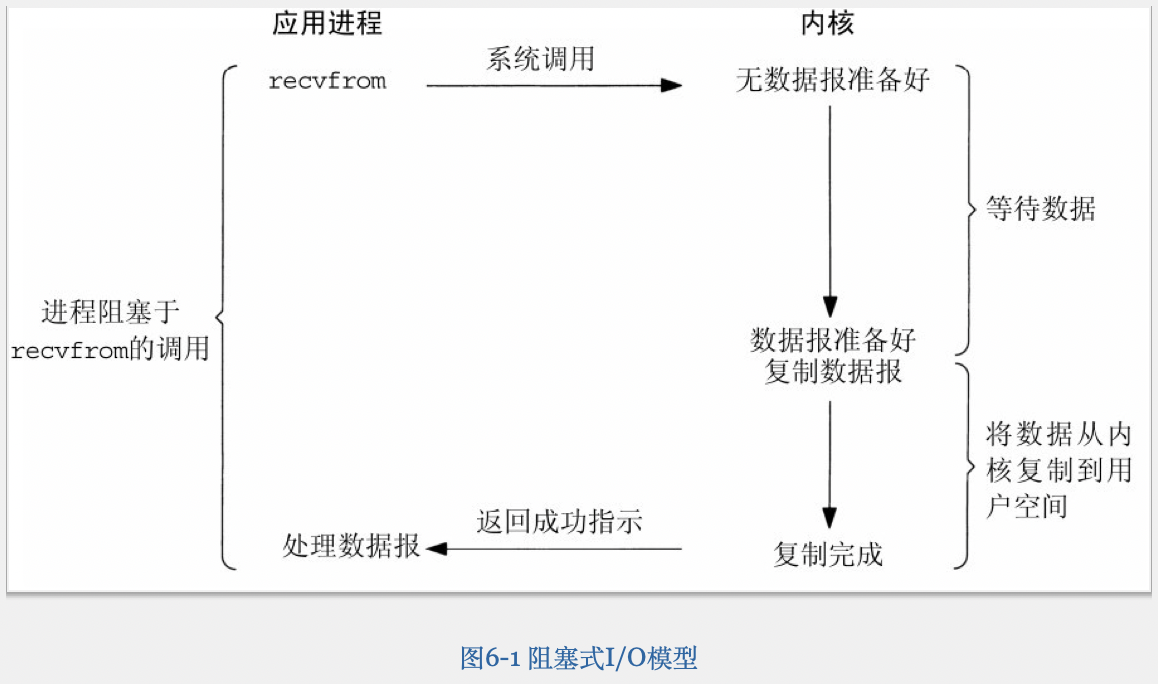 应用进程
内核
recvfrom
系统调用
无数据报准备好
等待数据
进程阻塞于
recvfrom的调用
数据报准备好
复制数据报
将数据从内
核复制到用
户空间
处理数据报
返回成功指示
复制完成
图6-1 阻塞式I/O模型